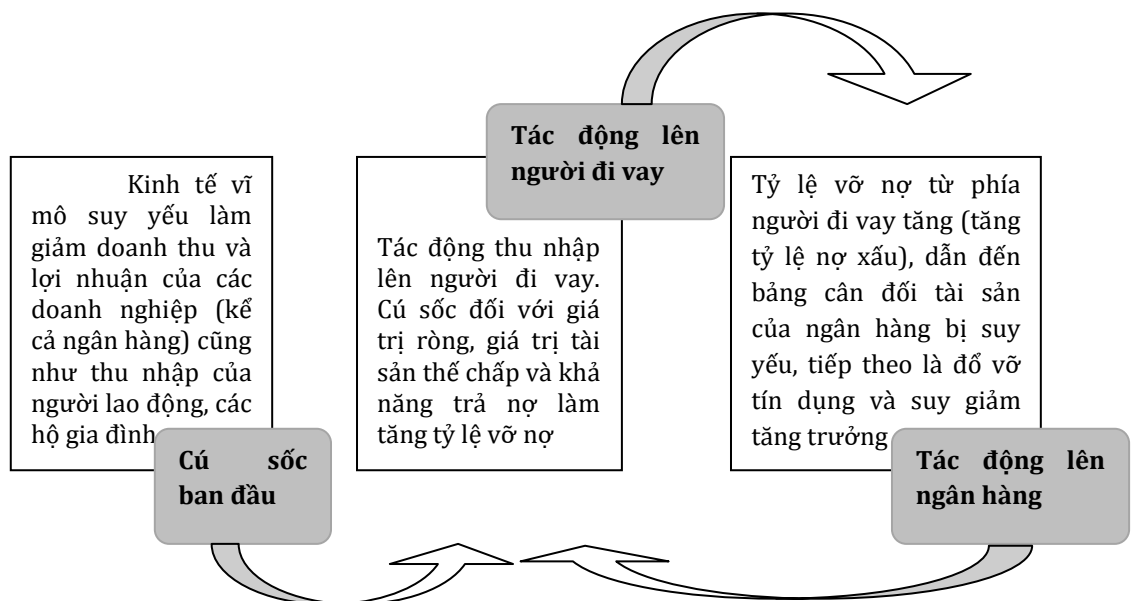 Kinh tế vĩ
mô suy yếu làm
giảm doanh thu và
lợi nhuận của các
doanh nghiệp (kể
cả ngân hàng) cũng
như thu nhập của
người lao động, các
hộ gia đình
Cú sốc
ban đầu
Tác động lên
người đi vay
Tác động thu nhập
lên người đi vay.
Cú sốc đối với giá
trị ròng, giá trị tài
sản thế chấp và khả
năng trả nợ làm
tăng tỷ lệ vỡ nợ
Tỷ lệ vỡ nợ từ phía
người đi vay tăng (tăng
tỷ lệ nợ xấu), dẫn đến
bảng cân đối tài sản
của ngân hàng bị suy
yếu, tiếp theo là đổ vỡ
tín dụng và suy giảm
tăng trưởng
Tác động lên
ngân hàng